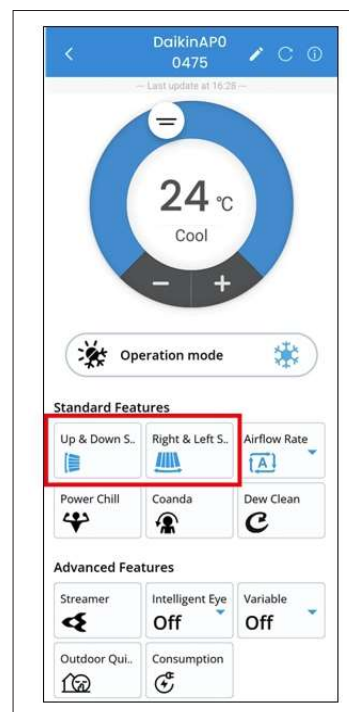 DaikinAP0
0475
— Last update at 16:28 —
24 °C
Cool
− +
Operation mode
Standard Features
Up & Down S.. Right & Left S.. Airflow Rate
A
Power Chill Coanda Dew Clean
Advanced Features
Streamer Intelligent Eye Variable
Off Off
Outdoor Qui.. Consumption